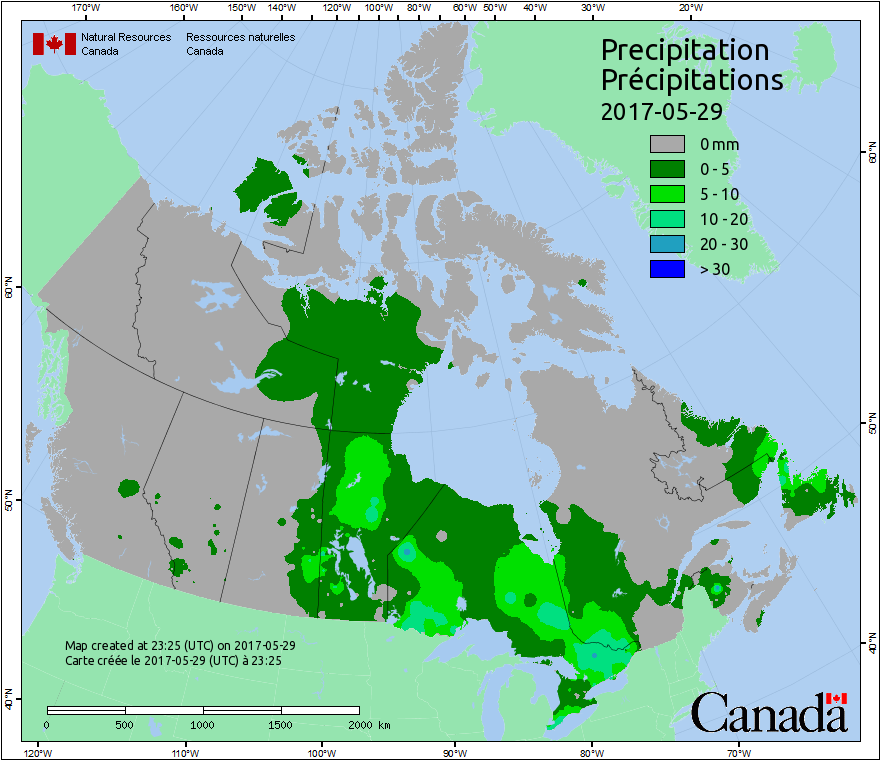 170°W 160°W 150°W 140°W 120°W 100°W 80°W 60°W 50°W 40°W 30°W 20°W
Natural Resources Canada
Ressources naturelles Canada
Precipitation
Précipitations
2017-05-29
0 mm
0 - 5
5 - 10
10 - 20
20 - 30
> 30
60°N
50°N
40°N
60°N
50°N
40°N
Map created at 23:25 (UTC) on 2017-05-29
Carte créée le 2017-05-29 (UTC) à 23:25
0 500 1000 1500 2000 km
Canada
120°W 110°W 100°W 90°W 80°W 70°W